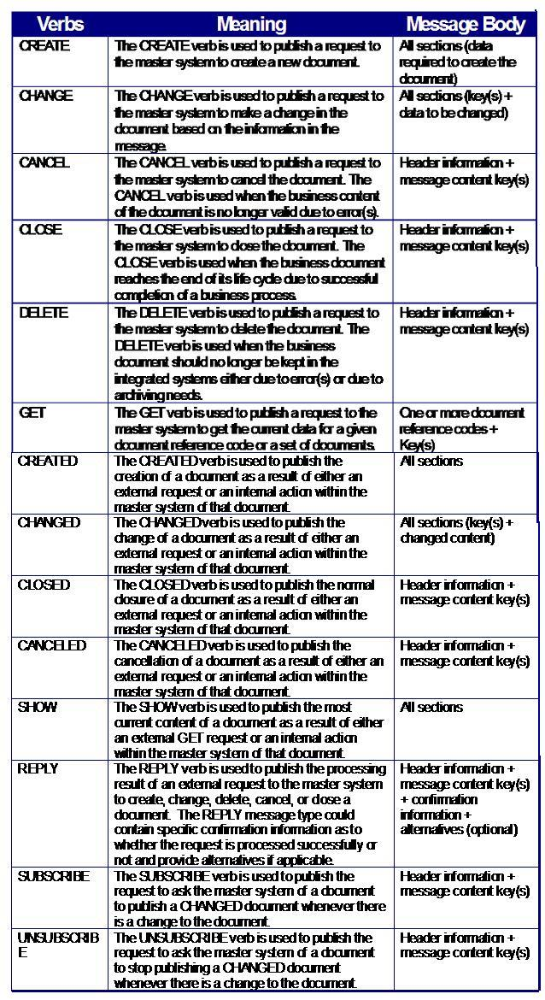 Verbs Meaning Message Body
CREATE The CREATE verb is used to publish a request to All sections (data
the master system to create a new document. required to create the
document)
CHANGE The CHANGE verb is used to publish a request to All sections (key(s) +
the master system to make a change in the data to be changed)
document based on the information in the
message.
CANCEL The CANCEL verb is used to publish a request to Header information +
the master system to cancel the document. The message content key(s)
CANCEL verb is used when the business content
of the document is no longer valid due to error(s).
CLOSE The CLOSE verb is used to publish a request to Header information +
the master system to close the document. The message content key(s)
CLOSE verb is used when the business document
reaches the end of its life cycle due to successful
completion of a business process.
DELETE The DELETE verb is used to publish a request to Header information +
the master system to delete the document. The message content key(s)
DELETE verb is used when the business
document should no longer be kept in the
integrated systems either due to error(s) or due to
archiving needs.
GET The GET verb is used to publish a request to the One or more document
master system to get the current data for a given reference codes +
document reference code or a set of documents. Key(s)
CREATED The CREATED verb is used to publish the All sections
creation of a document as a result of either an
external request or an internal action within the
master system of that document.
CHANGED The CHANGED verb is used to publish the All sections (key(s) +
change of a document as a result of either an changed content)
external request or an internal action within the
master system of that document.
CLOSED The CLOSED verb is used to publish the normal Header information +
closure of a document as a result of either an message content key(s)
external request or an internal action within the
master system of that document.
CANCELED The CANCELED verb is used to publish the Header information +
cancellation of a document as a result of either an message content key(s)
external request or an internal action within the
master system of that document.
SHOW The SHOW verb is used to publish the most All sections
current content of a document as a result of either
an external GET request or an internal action
within the master system of that document.
REPLY The REPLY verb is used to publish the processing Header information +
result of an external request to the master system message content key(s)
to create, change, delete, cancel, or close a + confirmation
document. The REPLY message type could information +
contain specific confirmation information as to alternatives (optional)
whether the request is processed successfully or
not and provide alternatives if applicable.
SUBSCRIBE The SUBSCRIBE verb is used to publish the Header information +
request to ask the master system of a document message content key(s)
to publish a CHANGED document whenever there
is a change to the document.
UNSUBSCRIB The UNSUBSCRIBE verb is used to publish the Header information +
E request to ask the master system of a document message content key(s)
to stop publishing a CHANGED document
whenever there is a change to the document.